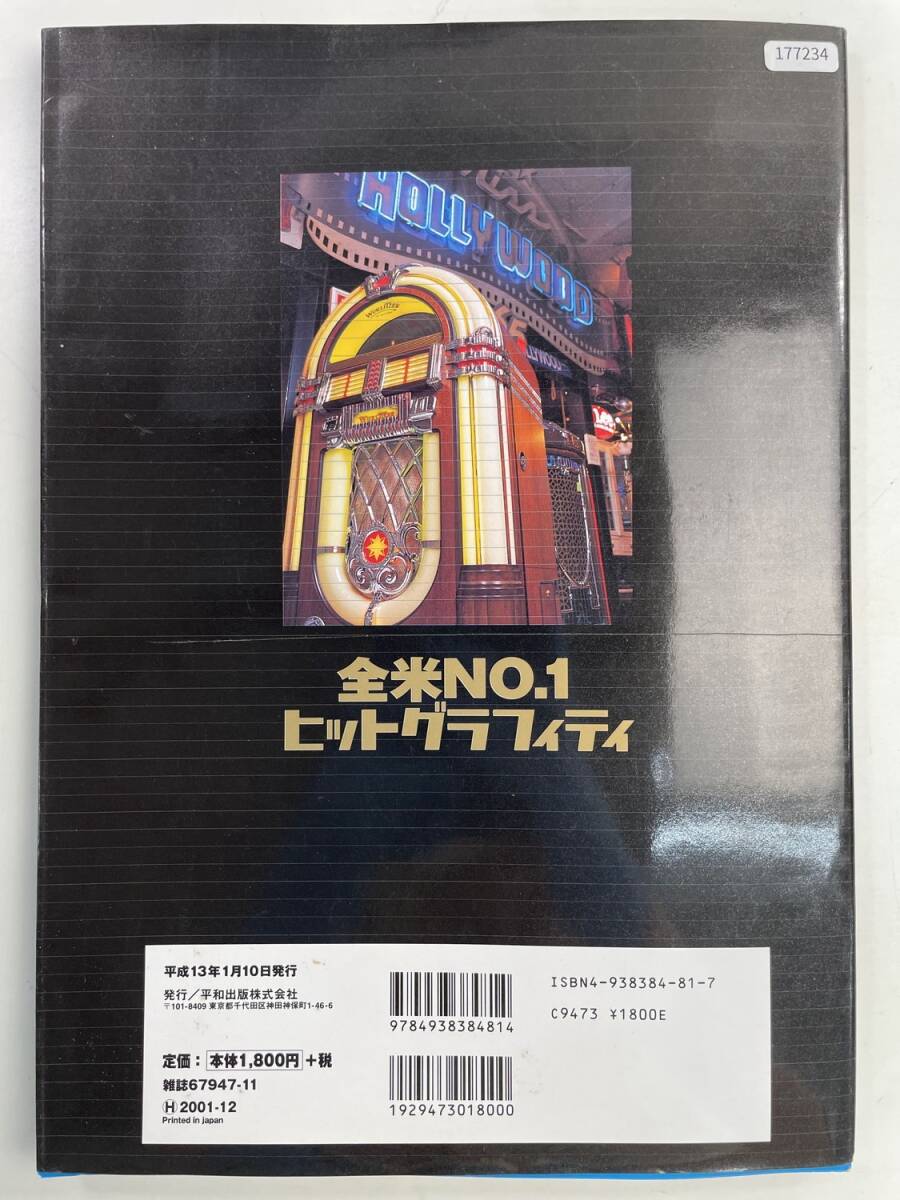 177234
HOLLYWOOD
WURLITZER
全米NO.1
ヒットグラフィティ
平成13年1月10日発行
発行／平和出版株式会社
〒101-8409 東京都千代田区神田神保町1-46-6
定価：本体1,800円+税
雑誌67947-11
Ⓗ2001-12
Printed in japan
9784938384814
1929473018000
ISBN4-938384-81-7
C9473 ¥1800E